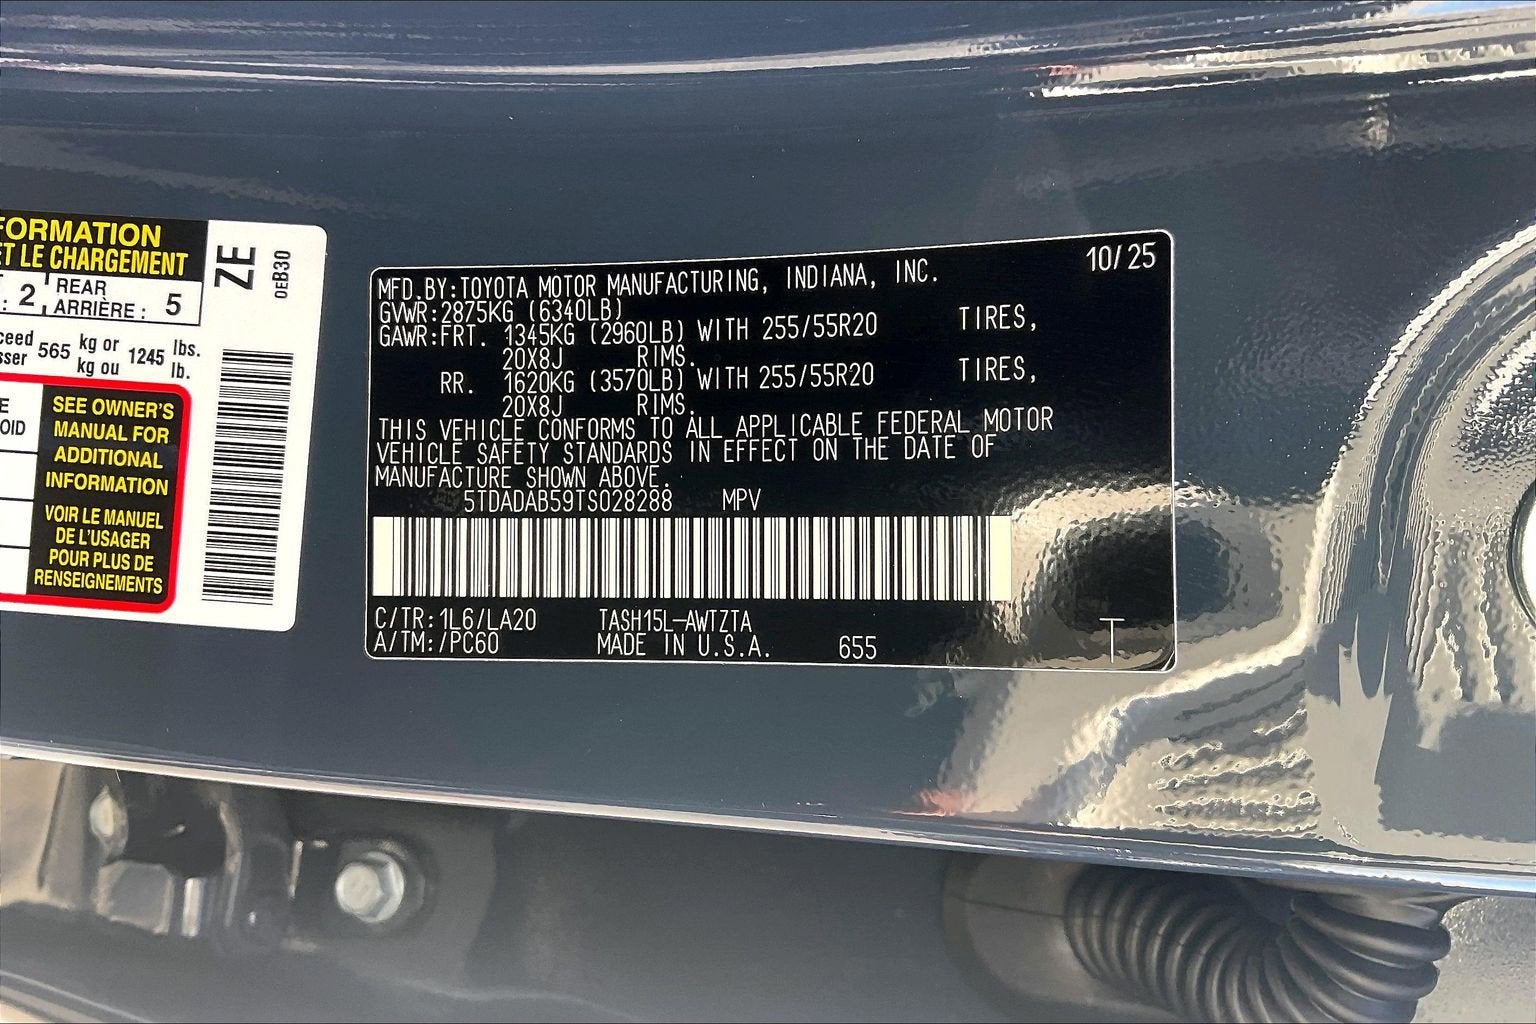 FORMATION
ET LE CHARGEMENT
: 2 REAR
ARRIÈRE : 5
ZE
0EB30
565 kg or
kg ou 1245 lbs.
lb.
SEE OWNER'S
MANUAL FOR
ADDITIONAL
INFORMATION
VOIR LE MANUEL
DE L'USAGER
POUR PLUS DE
RENSEIGNEMENTS
10/25
MFD.BY:TOYOTA MOTOR MANUFACTURING, INDIANA, INC.
GVWR:2875KG (6340LB)
GAWR:FRT. 1345KG (2960LB) WITH 255/55R20 TIRES,
20X8J RIMS.
RR. 1620KG (3570LB) WITH 255/55R20 TIRES,
20X8J RIMS.
THIS VEHICLE CONFORMS TO ALL APPLICABLE FEDERAL MOTOR
VEHICLE SAFETY STANDARDS IN EFFECT ON THE DATE OF
MANUFACTURE SHOWN ABOVE.
5TDADAB59TS028288 MPV
C/TR:1L6/LA20 TASH15L-AWTZTA
A/TM:/PC60 MADE IN U.S.A. 655
T